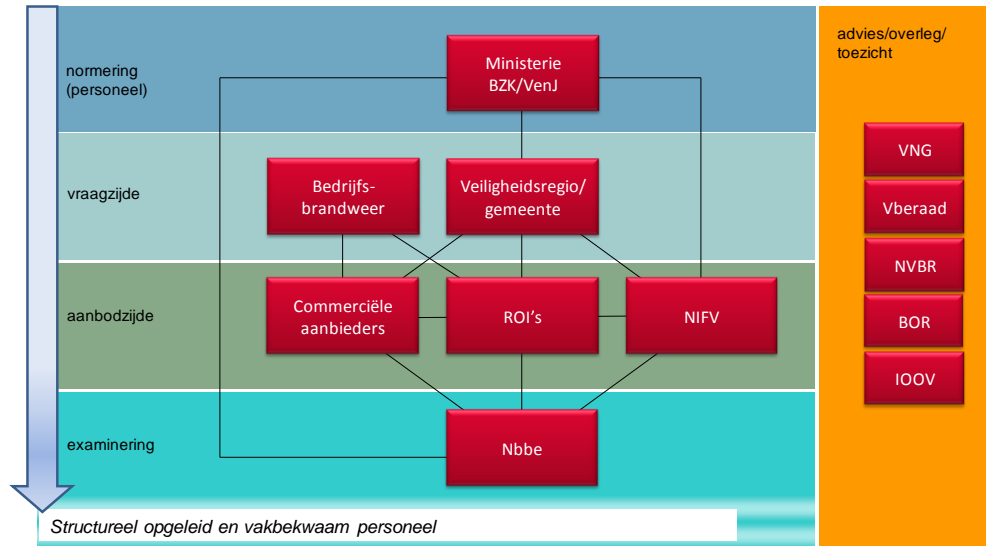 normering
(personeel)
Ministerie
BZK/VenJ
vraagzijde
Bedrijfs-
brandweer
Veiligheidsregio/
gemeente
aanbodzijde
Commerciële
aanbieders
ROI's
NIFV
examinering
Nbbe
Structureel opgeleid en vakbekwaam personeel
advies/overleg/
toezicht
VNG
Vberaad
NVBR
BOR
IOOV